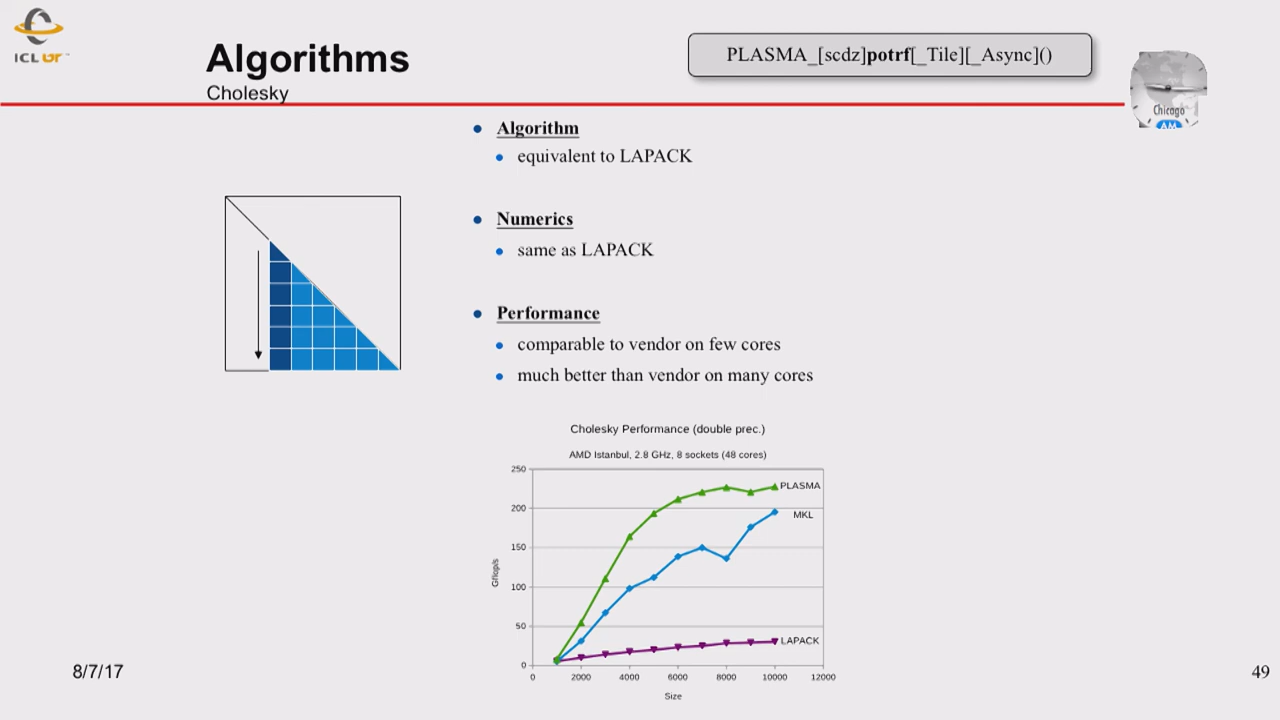 ICL UT
Algorithms
Cholesky
PLASMA_[scdz]potrf[_Tile][_Async]()
Chicago
AM
Algorithm
equivalent to LAPACK
Numerics
same as LAPACK
Performance
comparable to vendor on few cores
much better than vendor on many cores
Cholesky Performance (double prec.)
AMD Istanbul, 2.8 GHz, 8 sockets (48 cores)
250
200
150
100
50
0
Gflop/s
PLASMA
MKL
LAPACK
0 2000 4000 6000 8000 10000 12000
Size
8/7/17
49